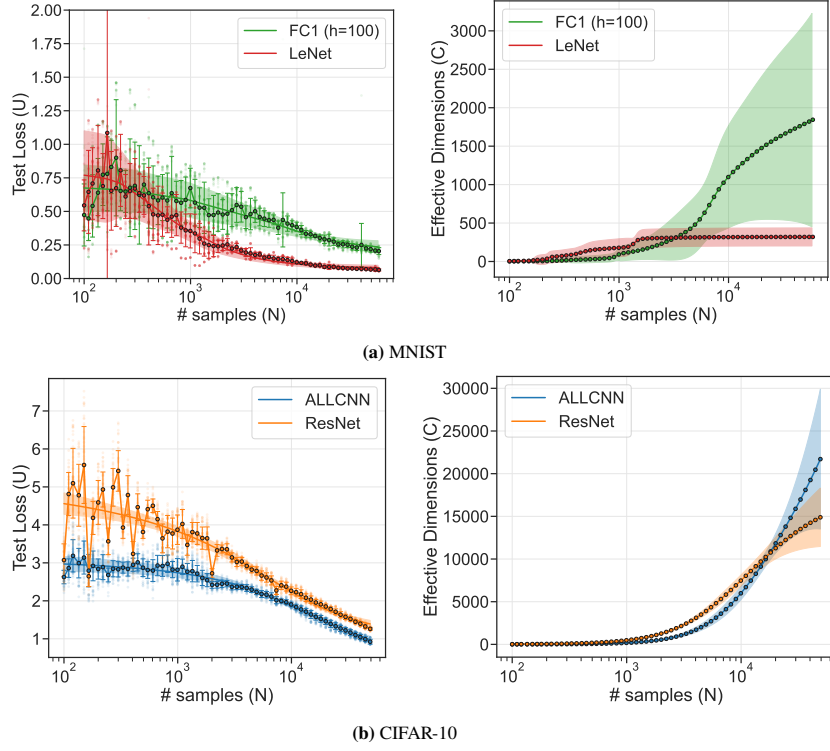 2.00
1.75
1.50
1.25
1.00
0.75
0.50
0.25
0.00
Test Loss (U)
FC1 (h=100)
LeNet
10²
10³
10⁴
# samples (N)
3000
2500
2000
1500
1000
500
0
Effective Dimensions (C)
FC1 (h=100)
LeNet
10²
10³
10⁴
# samples (N)
(a) MNIST
7
6
5
4
3
2
1
Test Loss (U)
ALLCNN
ResNet
10²
10³
10⁴
# samples (N)
30000
25000
20000
15000
10000
5000
0
Effective Dimensions (C)
ALLCNN
ResNet
10²
10³
10⁴
# samples (N)
(b) CIFAR-10